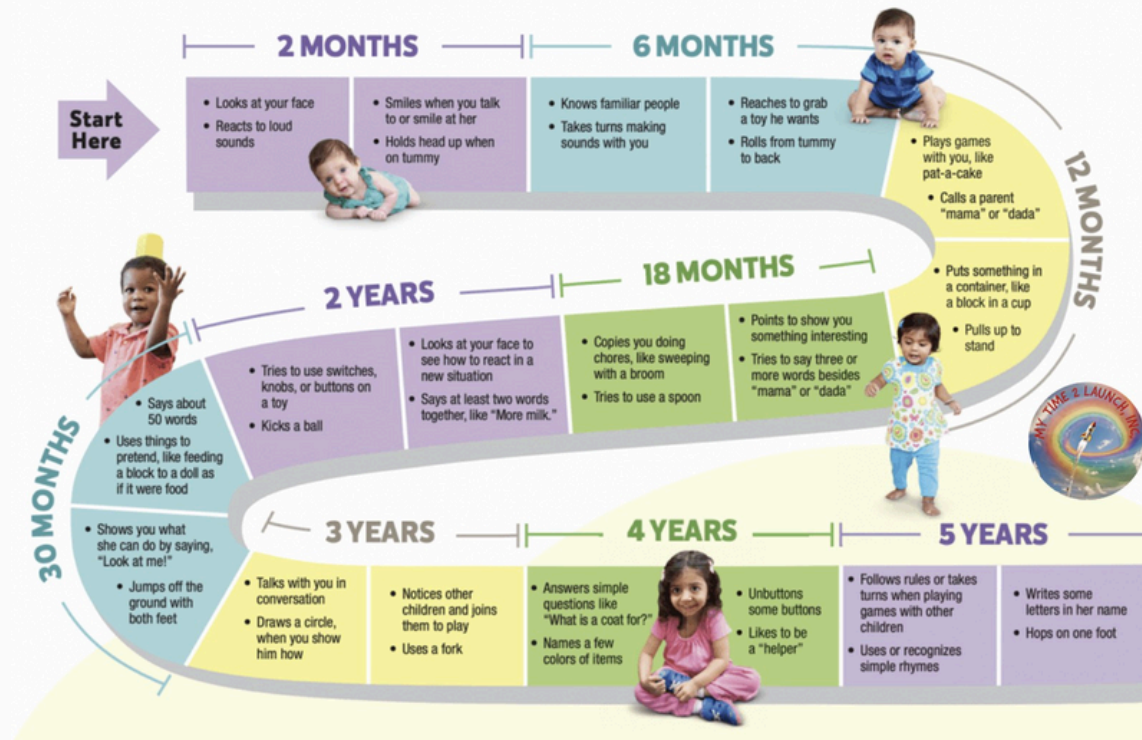 2 MONTHS
6 MONTHS
Start
Here
• Looks at your face
• Reacts to loud
sounds
• Smiles when you talk
to or smile at her
• Holds head up when
on tummy
• Knows familiar people
• Takes turns making
sounds with you
• Reaches to grab
a toy he wants
• Rolls from tummy
to back
12 MONTHS
• Plays games
with you, like
pat-a-cake
• Calls a parent
“mama” or “dada”
• Puts something in
a container, like
a block in a cup
• Pulls up to
stand
18 MONTHS
• Points to show you
something interesting
• Tries to say three or
more words besides
“mama” or “dada”
• Copies you doing
chores, like sweeping
with a broom
• Tries to use a spoon
2 YEARS
• Looks at your face to
see how to react in a
new situation
• Says at least two words
together, like “More milk.”
• Tries to use switches,
knobs, or buttons on
a toy
• Kicks a ball
30 MONTHS
• Says about
50 words
• Uses things to
pretend, like feeding
a block to a doll as
if it were food
• Shows you what
she can do by saying,
“Look at me!”
• Jumps off the
ground with
both feet
3 YEARS
• Talks with you in
conversation
• Draws a circle,
when you show
him how
• Notices other
children and joins
them to play
• Uses a fork
4 YEARS
• Answers simple
questions like
“What is a coat for?”
• Names a few
colors of items
• Unbuttons
some buttons
• Likes to be
a “helper”
5 YEARS
• Follows rules or takes
turns when playing
games with other
children
• Uses or recognizes
simple rhymes
• Writes some
letters in her name
• Hops on one foot
MY TIME 2 LAUNCH, INC